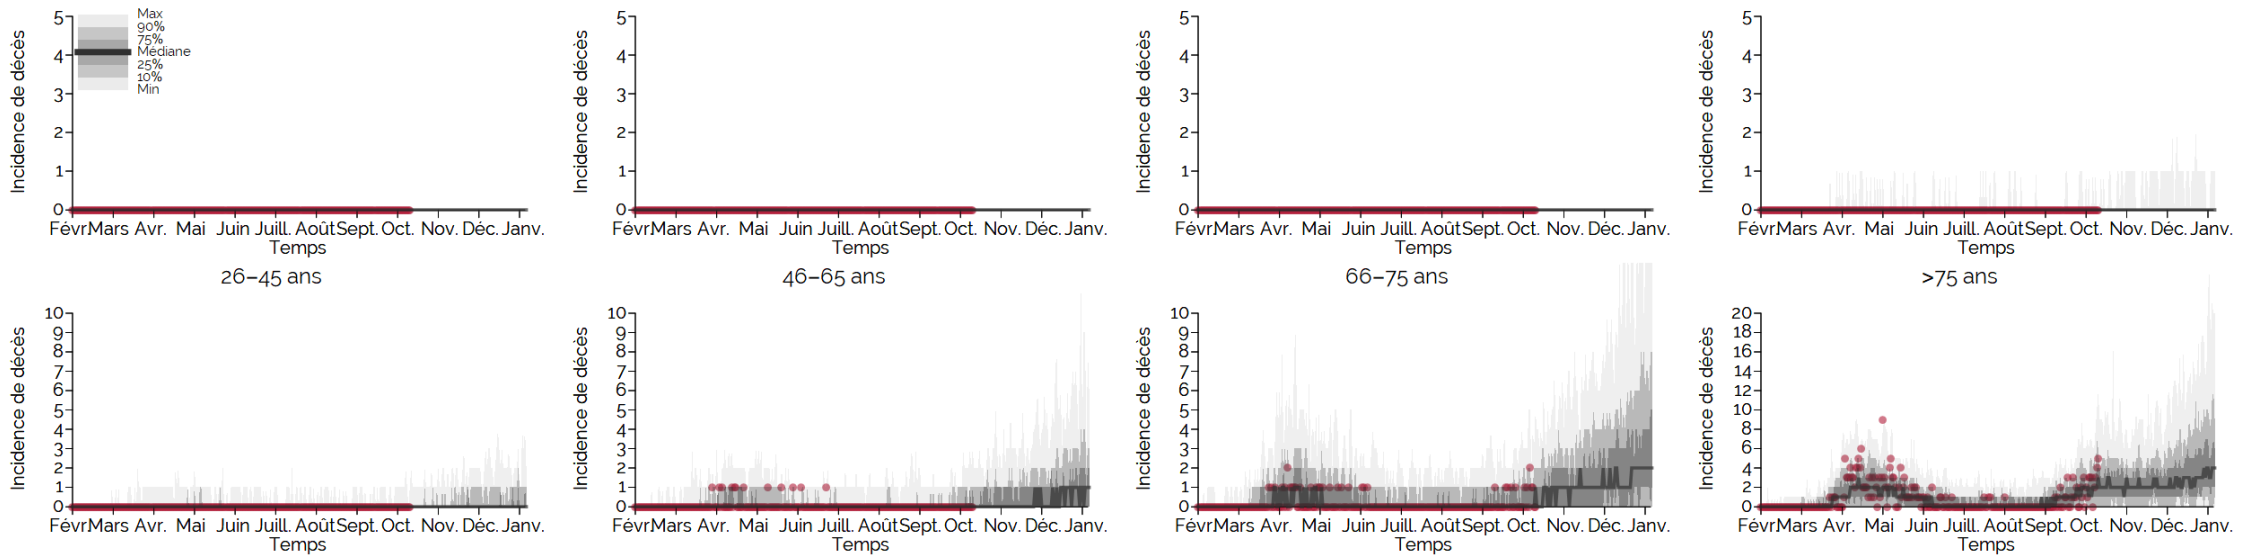 Incidence de décès
5
4
3
2
1
0
Max
90%
75%
Médiane
25%
10%
Min
Févr Mars Avr. Mai Juin Juill. Août Sept. Oct. Nov. Déc. Janv.
Temps
Incidence de décès
5
4
3
2
1
0
Févr Mars Avr. Mai Juin Juill. Août Sept. Oct. Nov. Déc. Janv.
Temps
Incidence de décès
5
4
3
2
1
0
Févr Mars Avr. Mai Juin Juill. Août Sept. Oct. Nov. Déc. Janv.
Temps
Incidence de décès
5
4
3
2
1
0
Févr Mars Avr. Mai Juin Juill. Août Sept. Oct. Nov. Déc. Janv.
Temps
26–45 ans
Incidence de décès
10
9
8
7
6
5
4
3
2
1
0
Févr Mars Avr. Mai Juin Juill. Août Sept. Oct. Nov. Déc. Janv.
Temps
46–65 ans
Incidence de décès
10
9
8
7
6
5
4
3
2
1
0
Févr Mars Avr. Mai Juin Juill. Août Sept. Oct. Nov. Déc. Janv.
Temps
66–75 ans
Incidence de décès
10
9
8
7
6
5
4
3
2
1
0
Févr Mars Avr. Mai Juin Juill. Août Sept. Oct. Nov. Déc. Janv.
Temps
>75 ans
Incidence de décès
20
18
16
14
12
10
8
6
4
2
0
Févr Mars Avr. Mai Juin Juill. Août Sept. Oct. Nov. Déc. Janv.
Temps